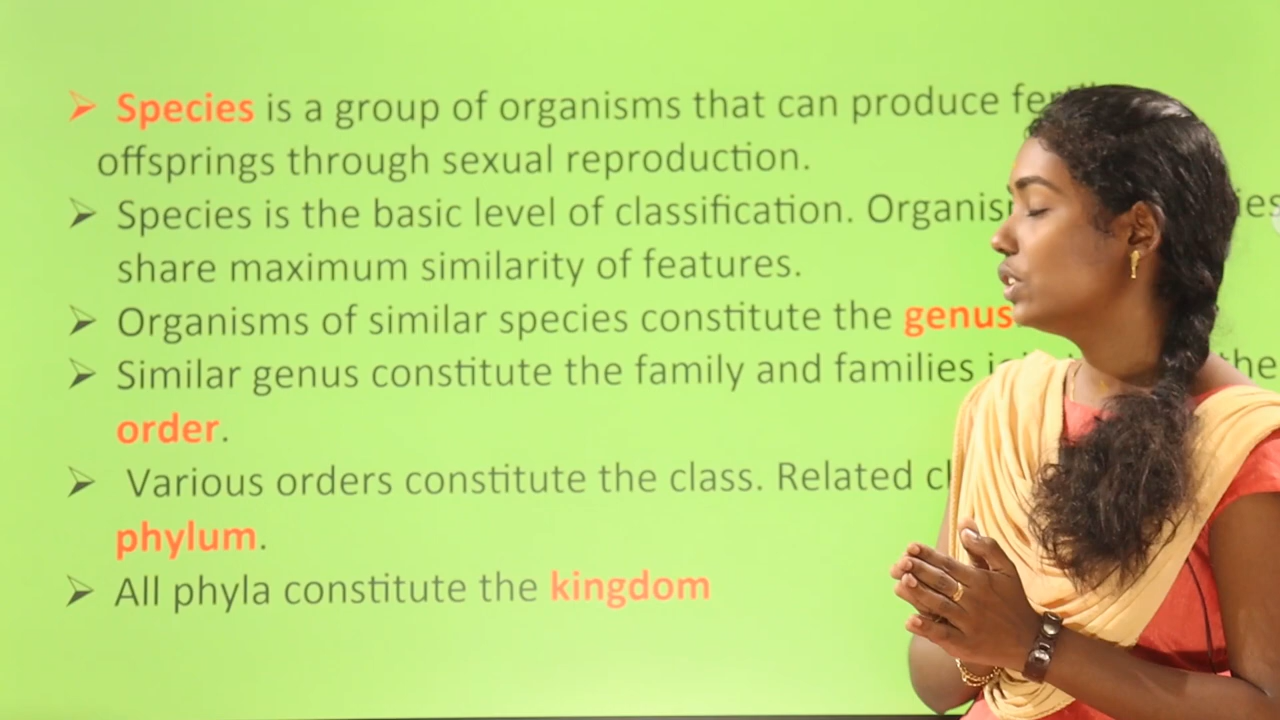 Species is a group of organisms that can produce
offsprings through sexual reproduction.
Species is the basic level of classification.
share maximum similarity of features.
Organisms of similar species constitute the genus
Similar genus constitute the family and families the
order.
Various orders constitute the class. Related
phylum.
All phyla constitute the kingdom